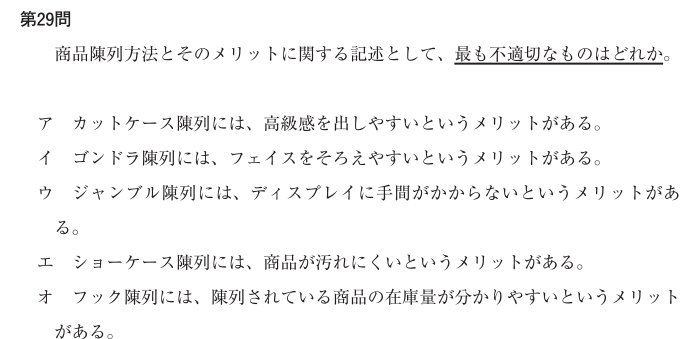 第29問
商品陳列方法とそのメリットに関する記述として、最も不適切なものはどれか。
ア　カットケース陳列には、高級感を出しやすいというメリットがある。
イ　ゴンドラ陳列には、フェイスをそろえやすいというメリットがある。
ウ　ジャンブル陳列には、ディスプレイに手間がかからないというメリットがあ
る。
エ　ショーケース陳列には、商品が汚れにくいというメリットがある。
オ　フック陳列には、陳列されている商品の在庫量が分かりやすいというメリット
がある。